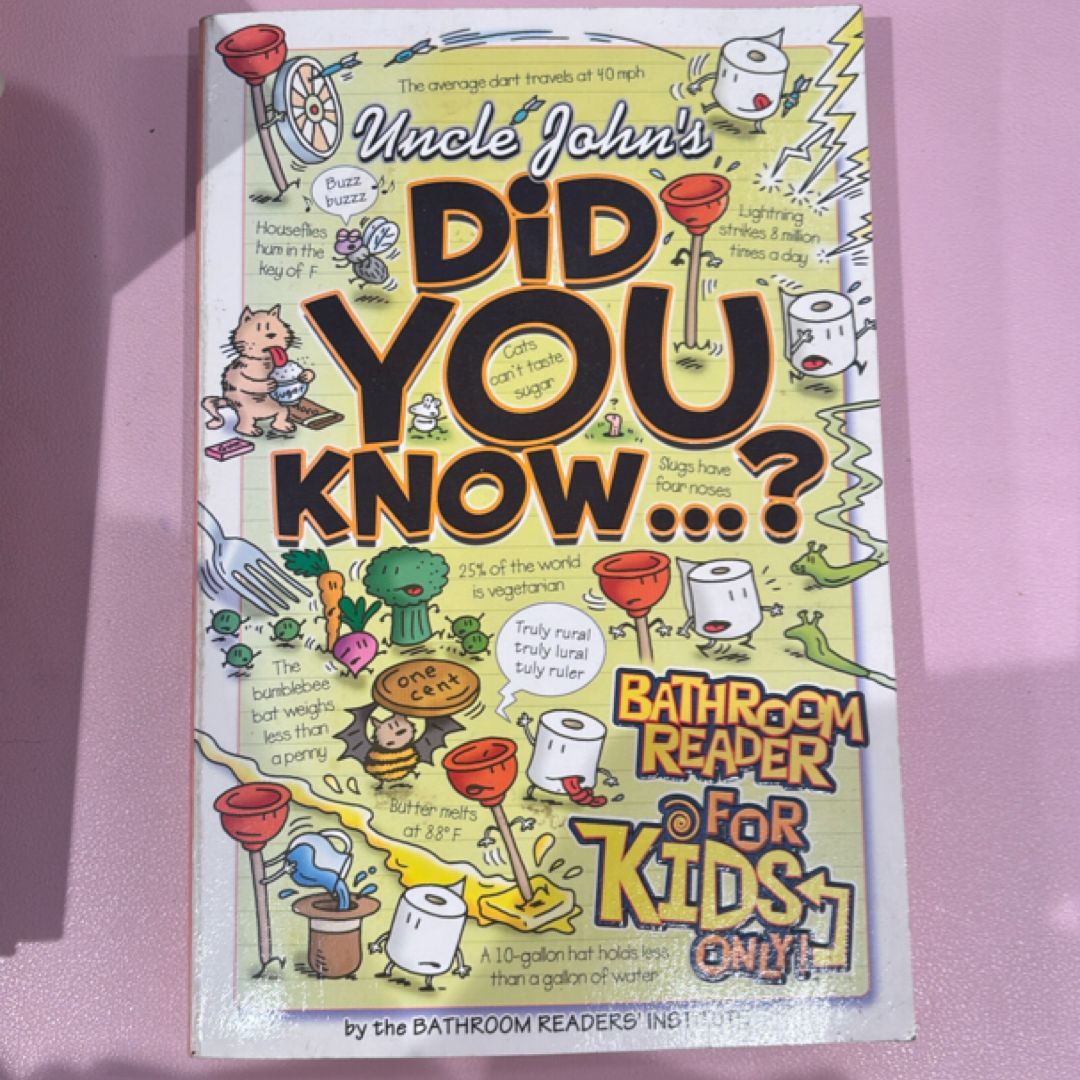 The average dart travels at 40 mph
Uncle John's
DiD
YOU
KNOW...?
Buzz
buzzz
Houseflies
hum in the
key of F
Lightning
strikes 8 million
times a day
Cats
can't taste
sugar
sugar
Slugs have
four noses
25% of the world
is vegetarian
Truly rural
truly lural
tuly ruler
The
bumblebee
bat weighs
less than
a penny
one
cent
Butter melts
at 88° F
BATHROOM
READER
FOR
KiDS
ONLY!
A 10-gallon hat holds less
than a gallon of water
by the BATHROOM READERS' INSTITUTE